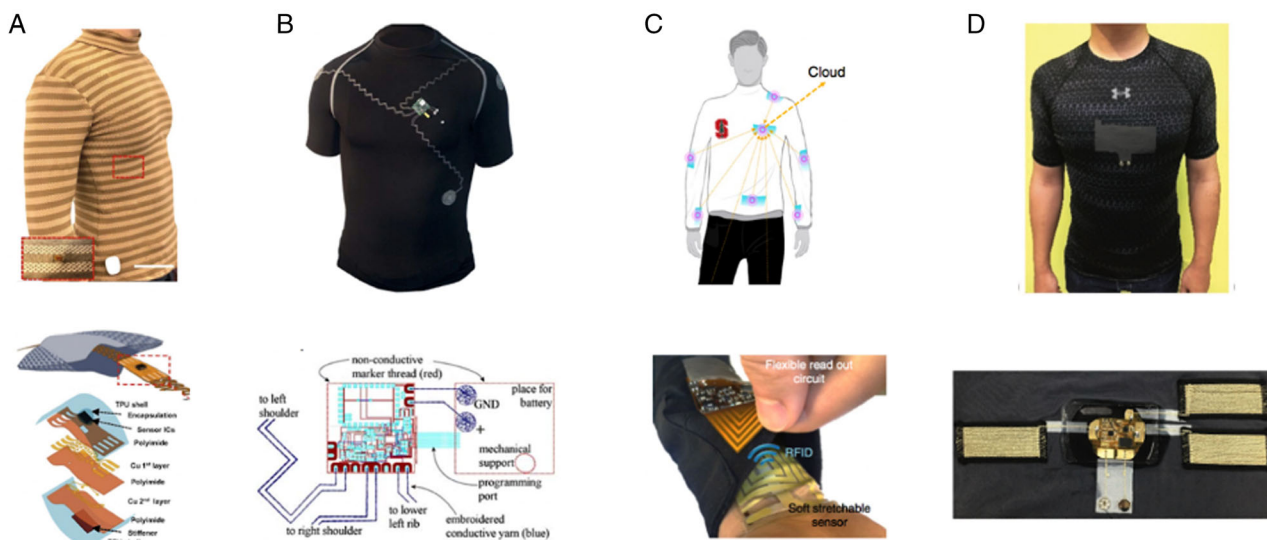 A
B
C
D
Cloud
S
TPU shell
Encapsulation
Sensor ICs
Polyimide
Cu 1st layer
Polyimide
Cu 2nd layer
Polyimide
Stiffener
non-conductive
marker thread (red)
to left
shoulder
GND
+
place for
battery
mechanical
support
programming
port
to lower
left rib
to right shoulder
embroidered
conductive yarn (blue)
Flexible read out
circuit
RFID
Soft stretchable
sensor